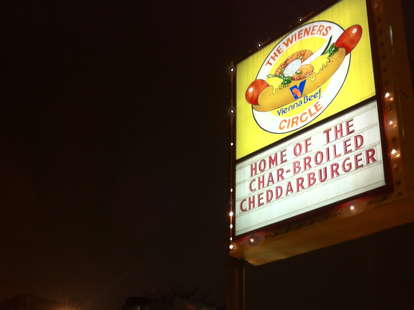 THE WIENERS
Vienna Beef
CIRCLE
HOME OF THE
CHAR-BROILED
CHEDDARBURGER